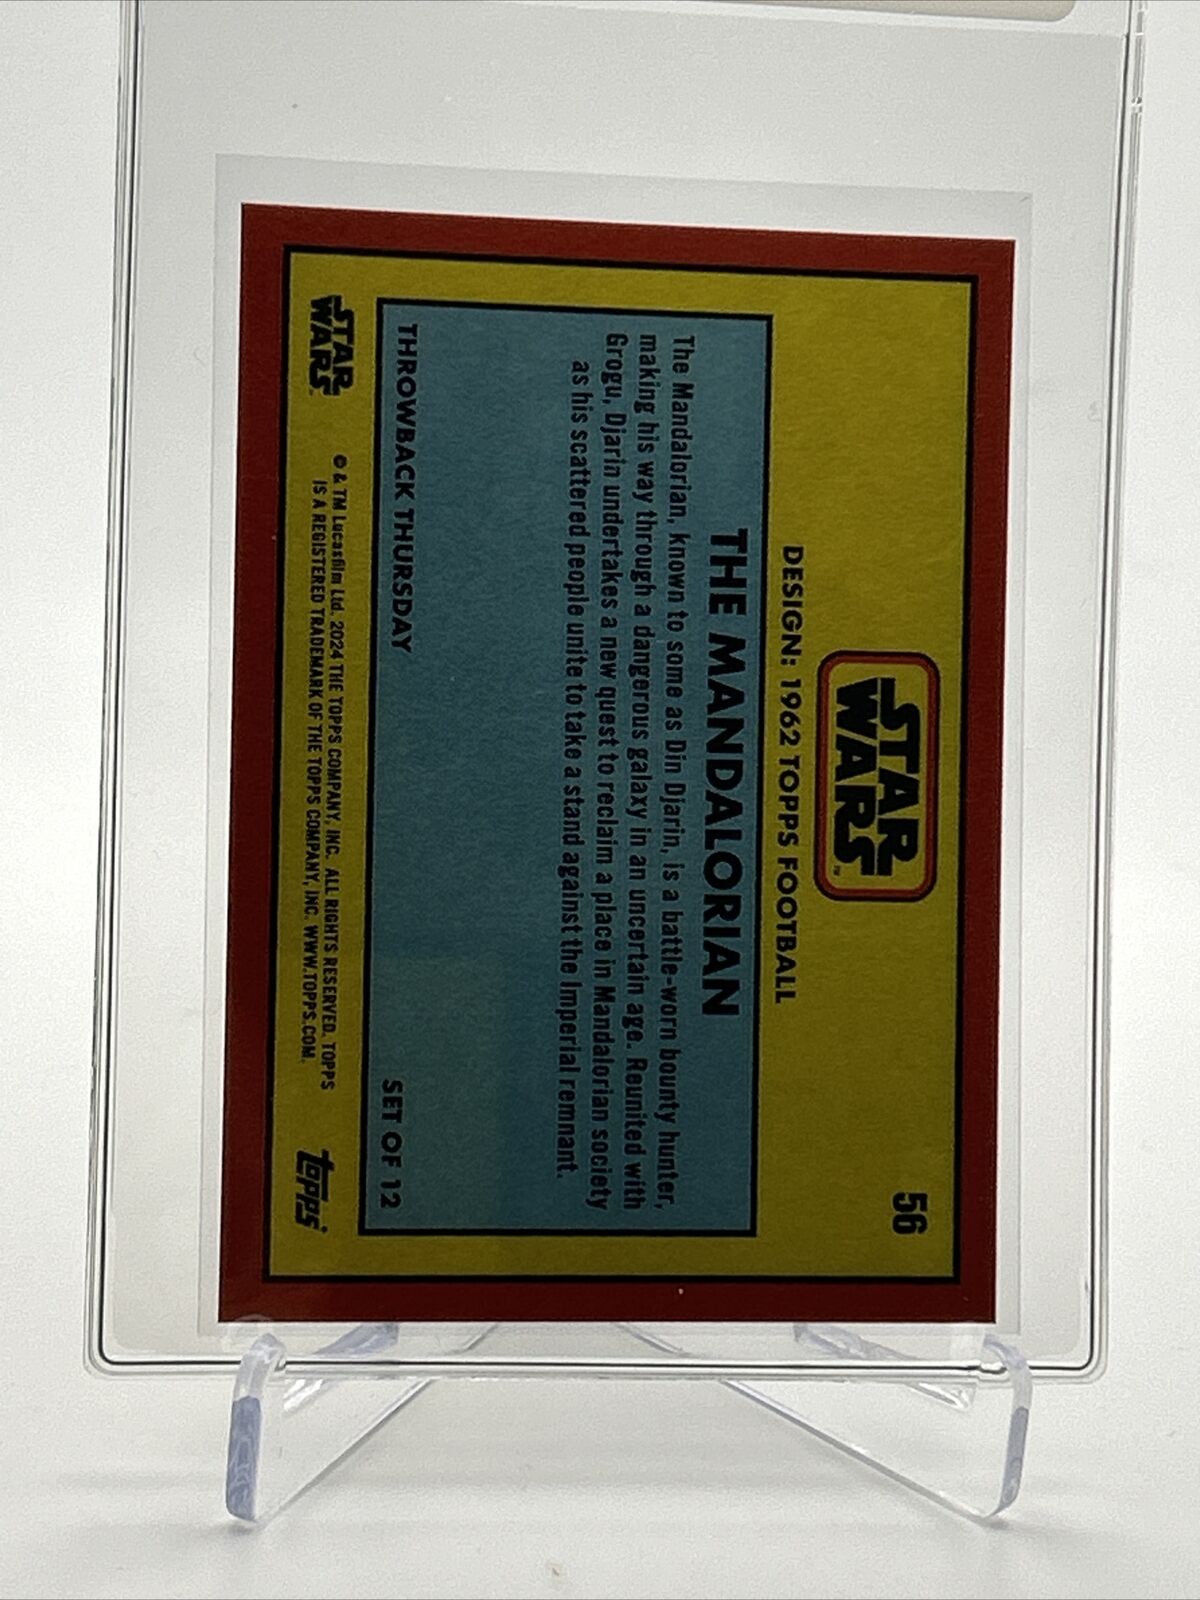 56
STAR
WARS
DESIGN: 1962 TOPPS FOOTBALL
THE MANDALORIAN
The Mandalorian, known to some as Din Djarin, is a battle-worn bounty hunter,
making his way through a dangerous galaxy in an uncertain age. Reunited with
Grogu, Djarin undertakes a new quest to reclaim a place in Mandalorian society
as his scattered people unite to take a stand against the Imperial remnant.
THROWBACK THURSDAY
SET OF 12
STAR
WARS
© & TM Lucasfilm Ltd. 2024 THE TOPPS COMPANY, INC. ALL RIGHTS RESERVED. TOPPS
IS A REGISTERED TRADEMARK OF THE TOPPS COMPANY, INC. WWW.TOPPS.COM.
topps